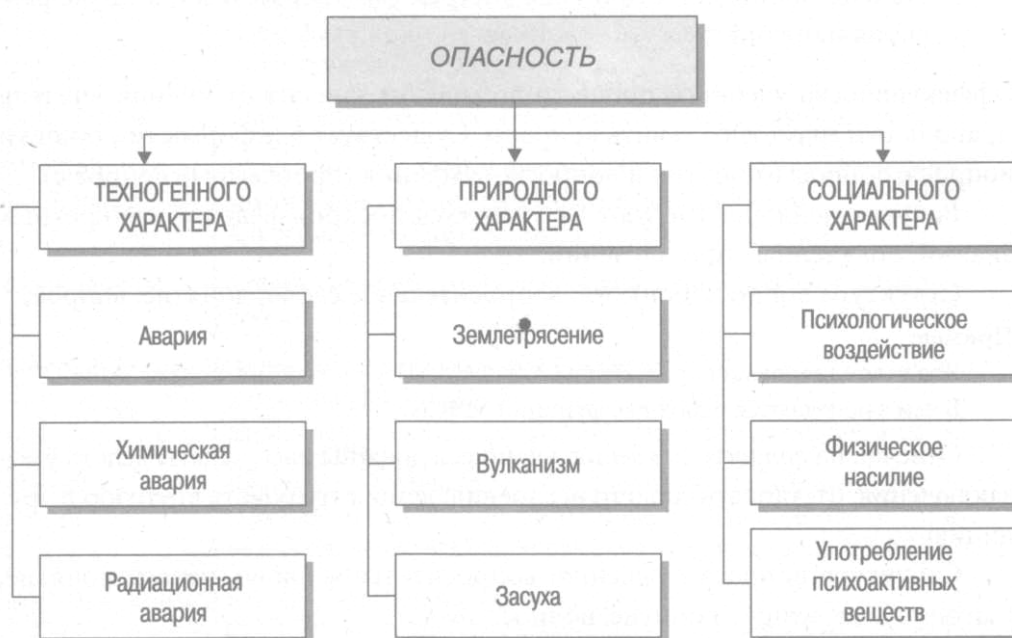 ОПАСНОСТЬ
ТЕХНОГЕННОГО
ХАРАКТЕРА
Авария
Химическая
авария
Радиационная
авария
ПРИРОДНОГО
ХАРАКТЕРА
Землетрясение
Вулканизм
Засуха
СОЦИАЛЬНОГО
ХАРАКТЕРА
Психологическое
воздействие
Физическое
насилие
Употребление
психоактивных
веществ